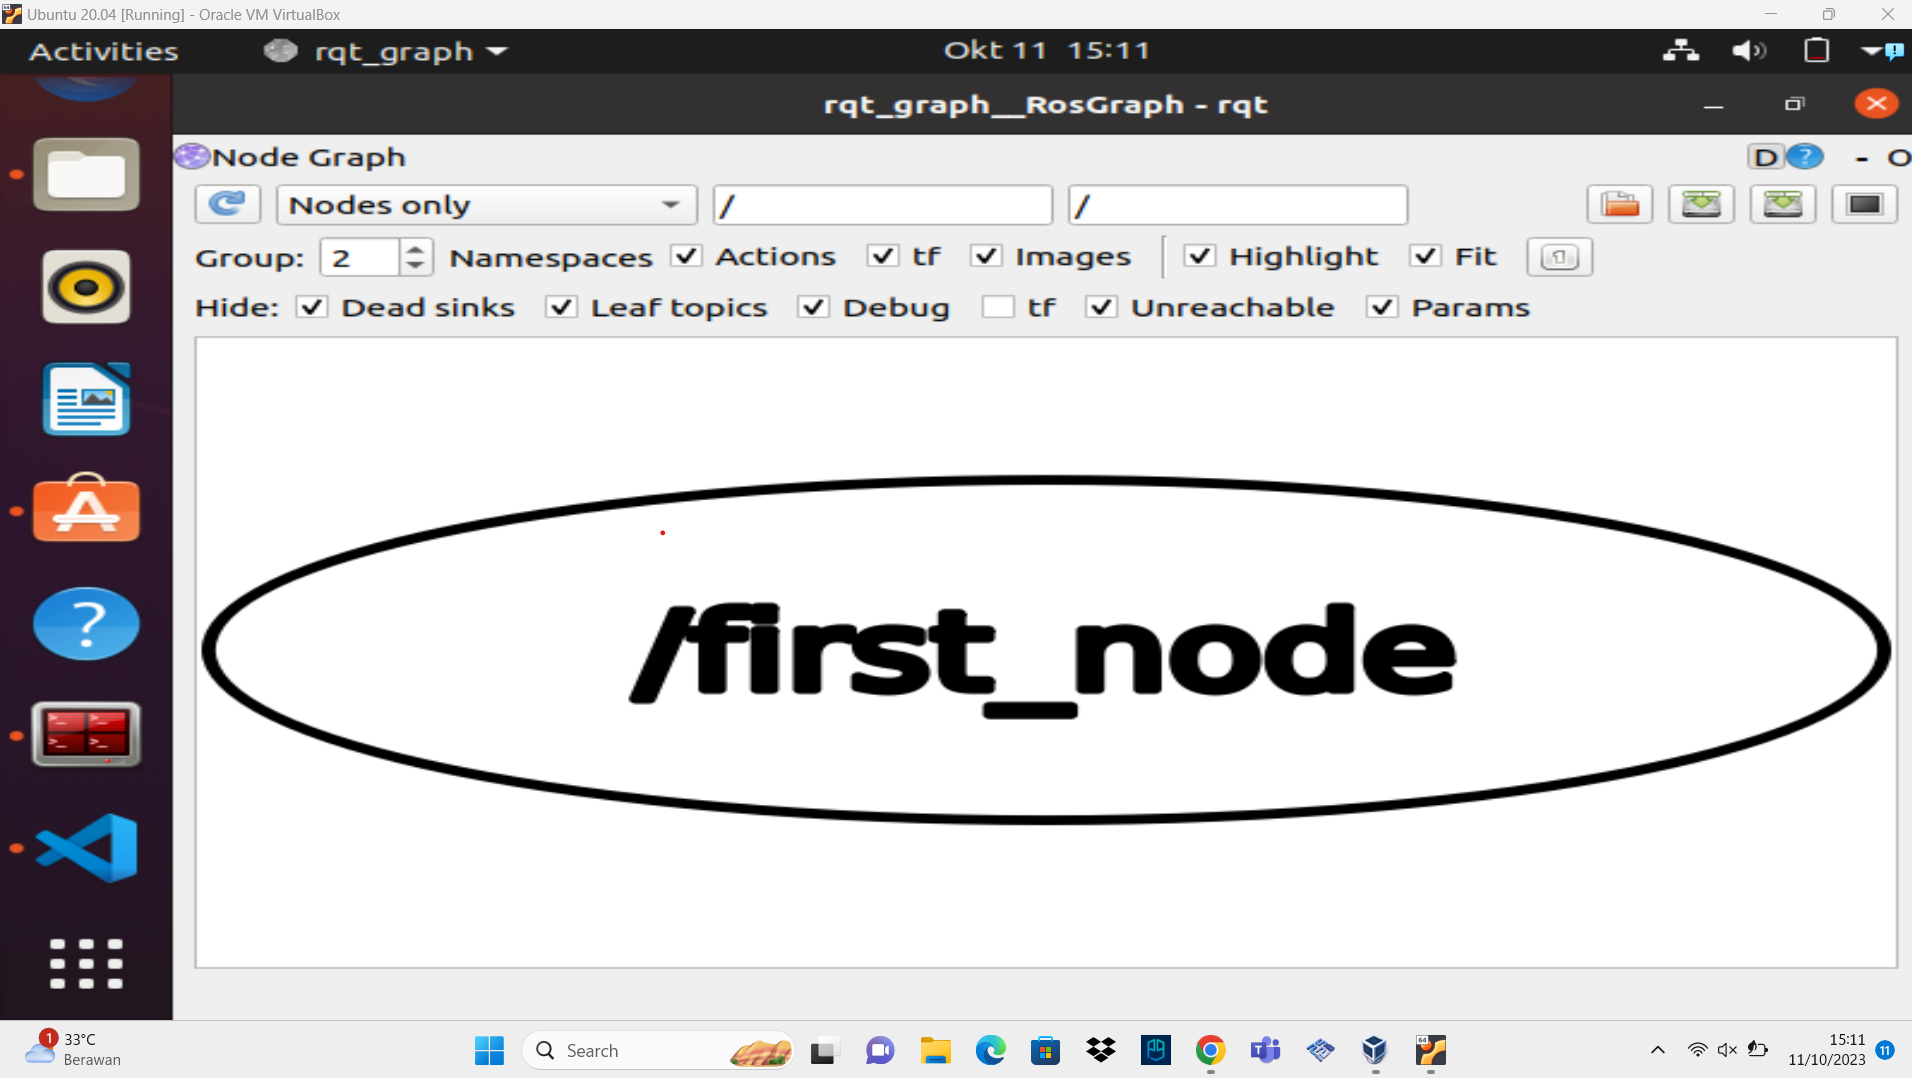 Ubuntu 20.04 [Running] - Oracle VM VirtualBox
Activities rqt_graph Okt 11 15:11
rqt_graph__RosGraph - rqt
Node Graph D ? - O
Nodes only / /
Group: 2 Namespaces Actions tf Images Highlight Fit
Hide: Dead sinks Leaf topics Debug tf Unreachable Params
/first_node
1 33°C
Berawan
Search
64
15:11
11/10/2023
11